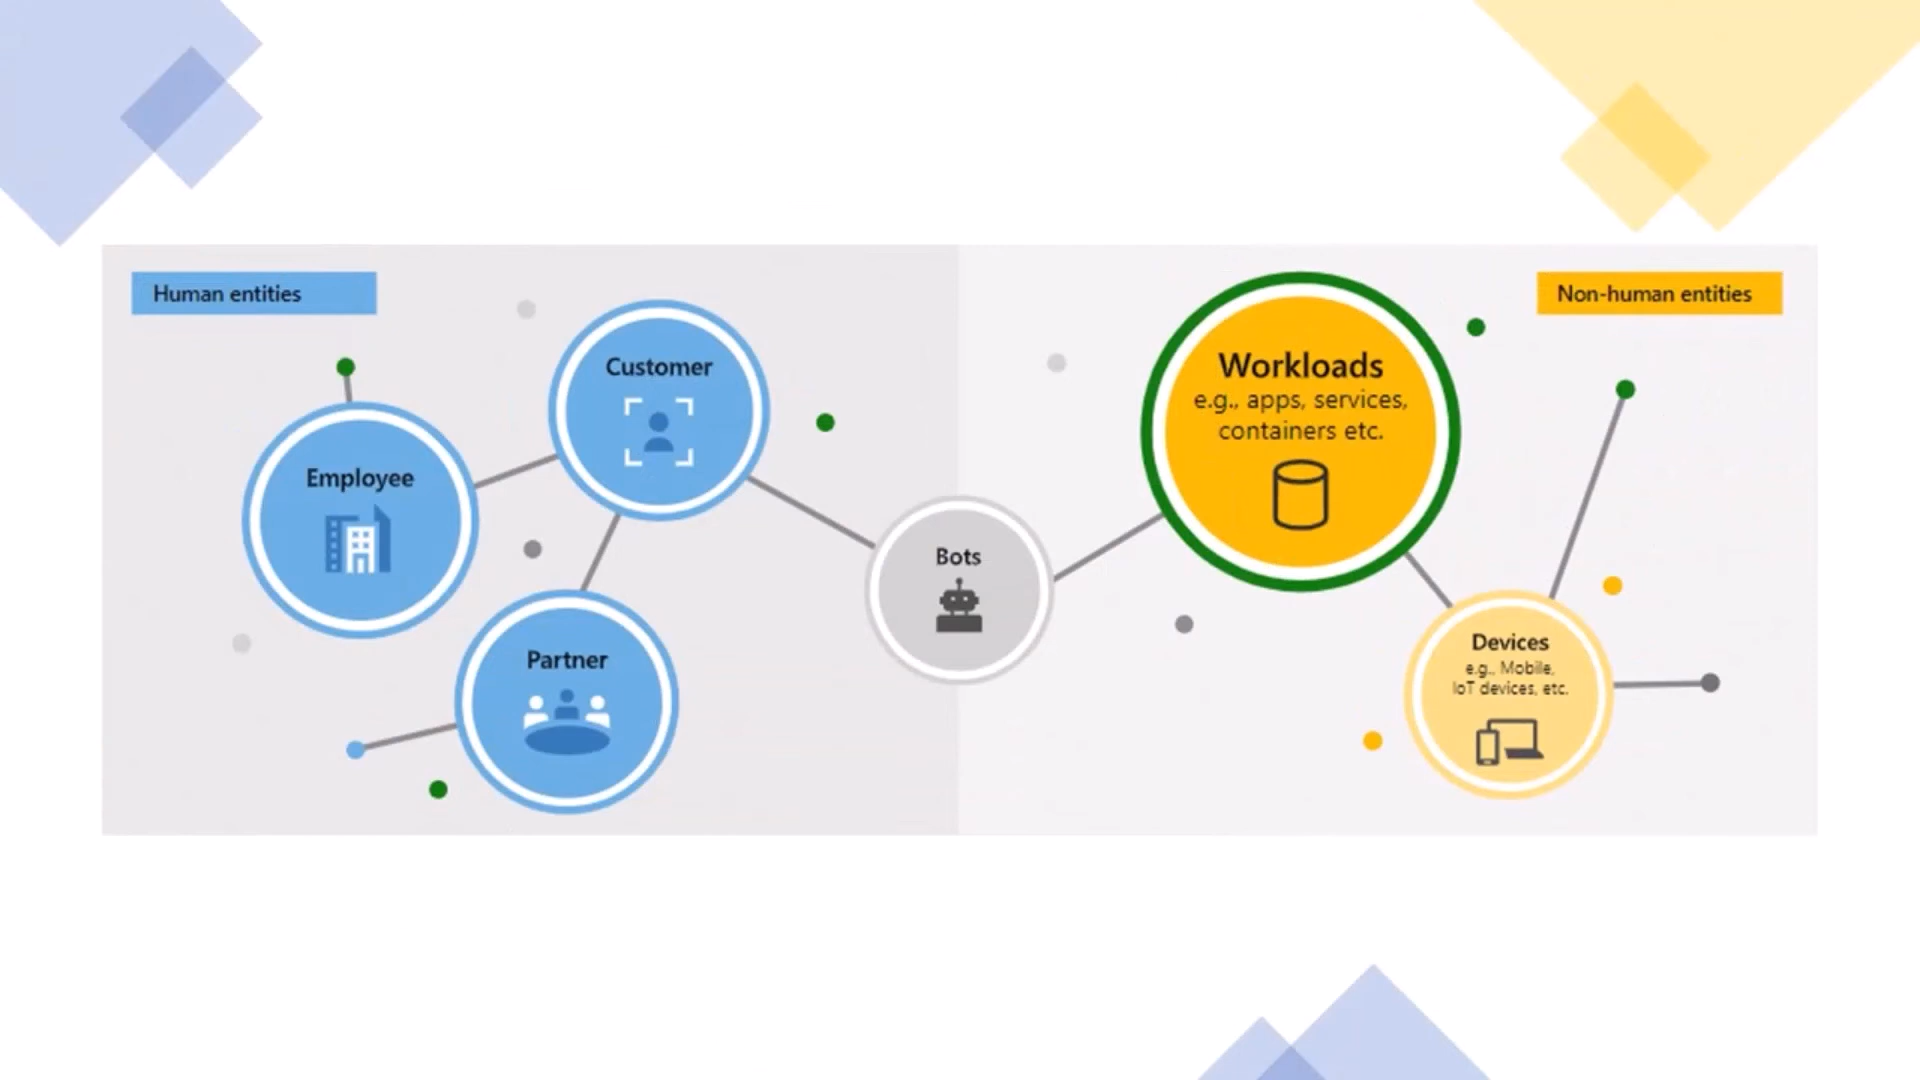 Human entities
Non-human entities
Customer
Workloads
e.g., apps, services,
containers etc.
Employee
Bots
Partner
Devices
e.g., Mobile,
IoT devices, etc.